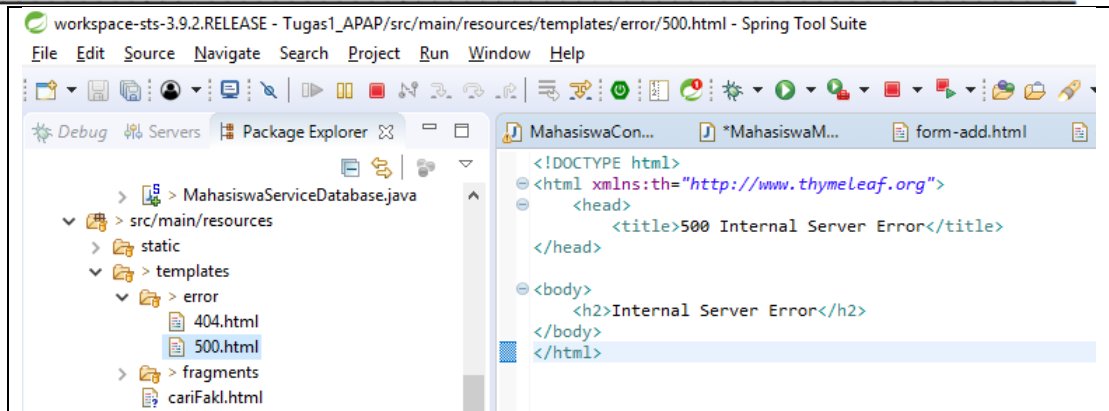 workspace-sts-3.9.2.RELEASE - Tugas1_APAP/src/main/resources/templates/error/500.html - Spring Tool Suite
File Edit Source Navigate Search Project Run Window Help
Debug Servers Package Explorer
MahasiswaCon... *MahasiswaM... form-add.html
> MahasiswaServiceDatabase.java
> src/main/resources
static
> templates
> error
404.html
500.html
> fragments
cariFakl.html
<!DOCTYPE html>
<html xmlns:th="http://www.thymeleaf.org">
<head>
<title>500 Internal Server Error</title>
</head>
<body>
<h2>Internal Server Error</h2>
</body>
</html>